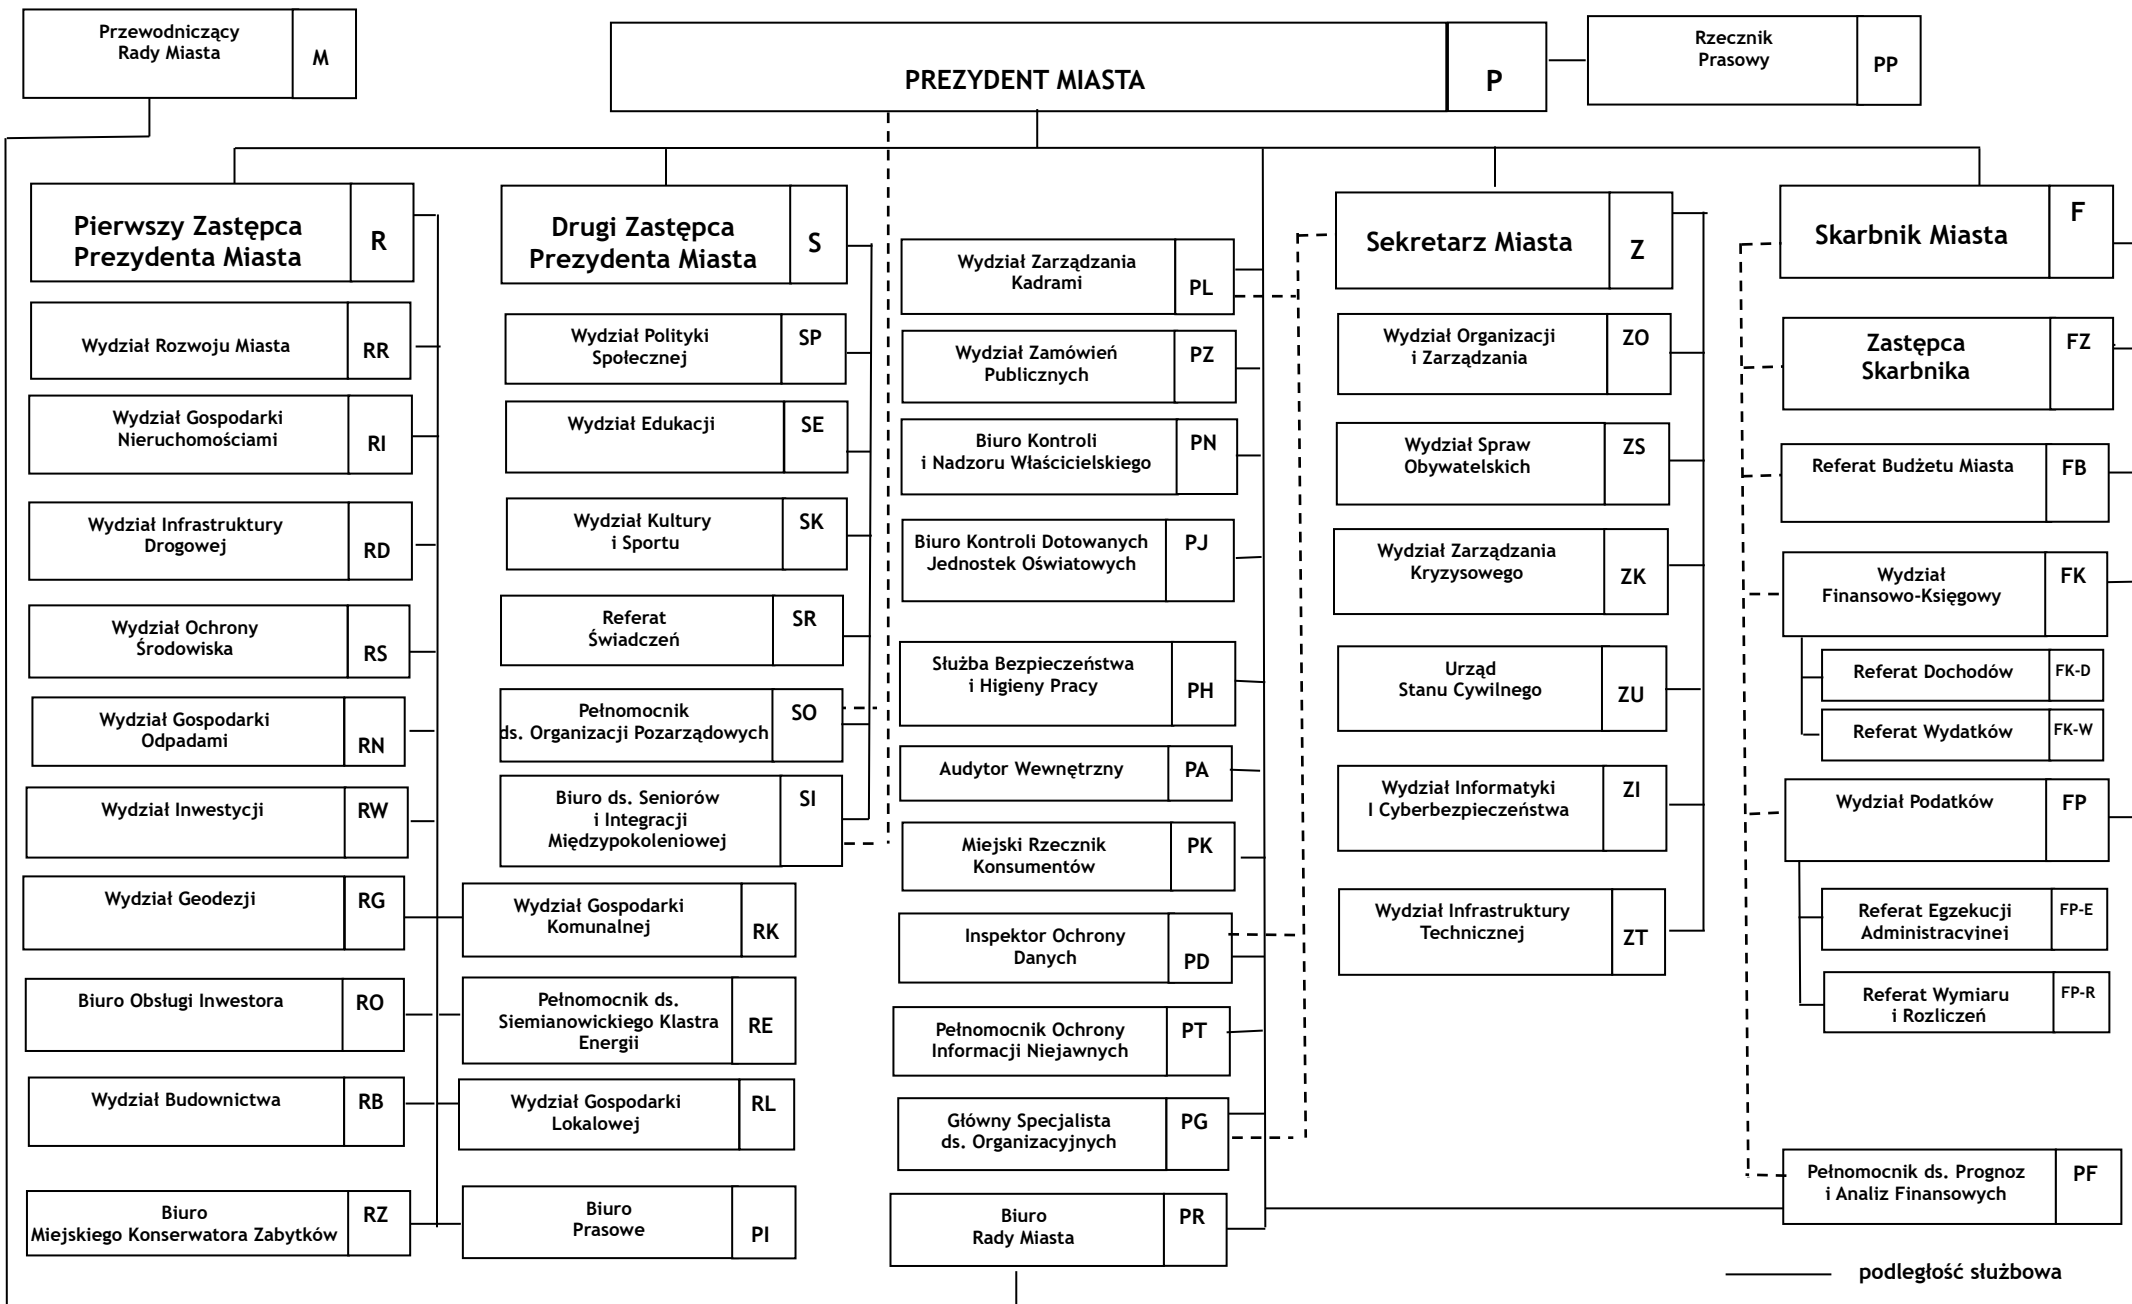 Przewodniczący
Rady Miasta
M
PREZYDENT MIASTA
P
Rzecznik
Prasowy
PP
Pierwszy Zastępca
Prezydenta Miasta
R
Wydział Rozwoju Miasta
RR
Wydział Gospodarki
Nieruchomościami
RI
Wydział Infrastruktury
Drogowej
RD
Wydział Ochrony
Środowiska
RS
Wydział Gospodarki
Odpadami
RN
Wydział Inwestycji
RW
Wydział Geodezji
RG
Biuro Obsługi Inwestora
RO
Wydział Budownictwa
RB
Biuro
Miejskiego Konserwatora Zabytków
RZ
Drugi Zastępca
Prezydenta Miasta
S
Wydział Polityki
Społecznej
SP
Wydział Edukacji
SE
Wydział Kultury
i Sportu
SK
Referat
Świadczeń
SR
Pełnomocnik
ds. Organizacji Pozarządowych
SO
Biuro ds. Seniorów
i Integracji
Międzypokoleniowej
SI
Wydział Gospodarki
Komunalnej
RK
Pełnomocnik ds.
Siemianowickiego Klastra
Energii
RE
Wydział Gospodarki
Lokalowej
RL
Biuro
Prasowe
PI
Wydział Zarządzania
Kadrami
PL
Wydział Zamówień
Publicznych
PZ
Biuro Kontroli
i Nadzoru Właścicielskiego
PN
Biuro Kontroli Dotowanych
Jednostek Oświatowych
PJ
Służba Bezpieczeństwa
i Higieny Pracy
PH
Audytor Wewnętrzny
PA
Miejski Rzecznik
Konsumentów
PK
Inspektor Ochrony
Danych
PD
Pełnomocnik Ochrony
Informacji Niejawnych
PT
Główny Specjalista
ds. Organizacyjnych
PG
Biuro
Rady Miasta
PR
Sekretarz Miasta
Z
Wydział Organizacji
i Zarządzania
ZO
Wydział Spraw
Obywatelskich
ZS
Wydział Zarządzania
Kryzysowego
ZK
Urząd
Stanu Cywilnego
ZU
Wydział Informatyki
I Cyberbezpieczeństwa
ZI
Wydział Infrastruktury
Technicznej
ZT
Skarbnik Miasta
F
Zastępca
Skarbnika
FZ
Referat Budżetu Miasta
FB
Wydział
Finansowo-Księgowy
FK
Referat Dochodów
FK-D
Referat Wydatków
FK-W
Wydział Podatków
FP
Referat Egzekucji
Administracyjnej
FP-E
Referat Wymiaru
i Rozliczeń
FP-R
Pełnomocnik ds. Prognoz
i Analiz Finansowych
PF
podległość służbowa